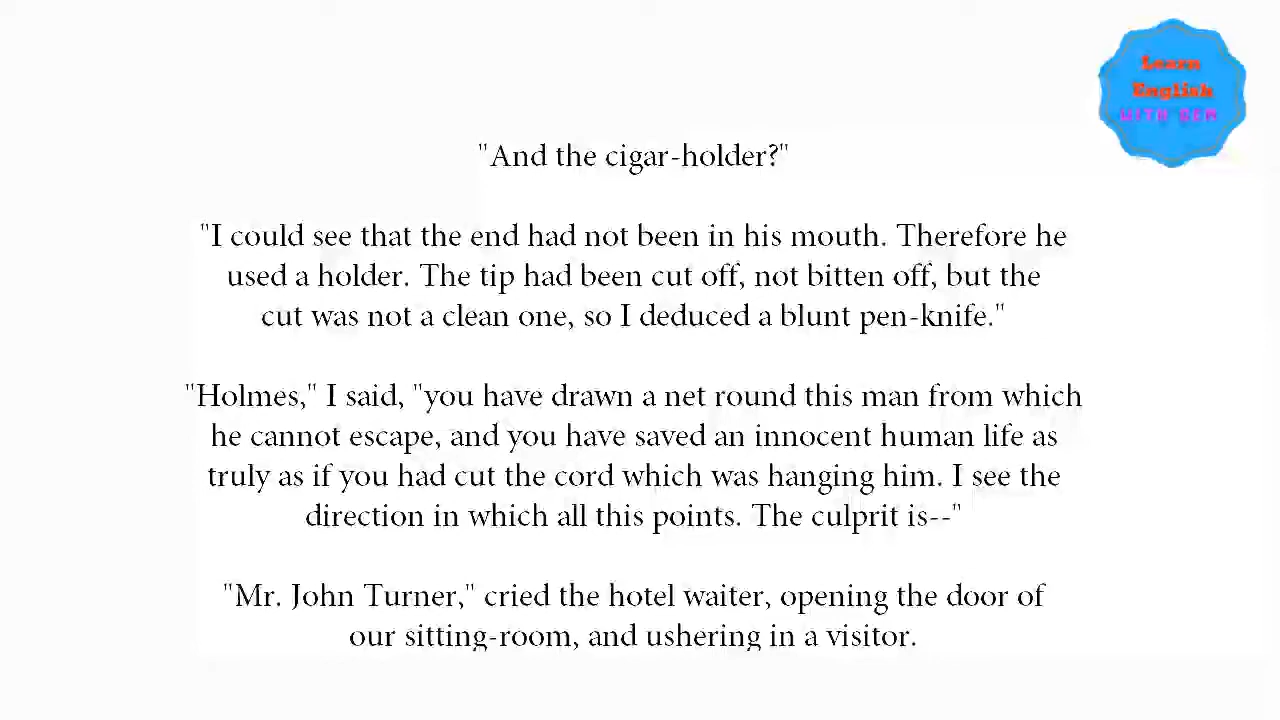 Learn
English
WITH
"And the cigar-holder?"
"I could see that the end had not been in his mouth. Therefore he
used a holder. The tip had been cut off, not bitten off, but the
cut was not a clean one, so I deduced a blunt pen-knife."
"Holmes," I said, "you have drawn a net round this man from which
he cannot escape, and you have saved an innocent human life as
truly as if you had cut the cord which was hanging him. I see the
direction in which all this points. The culprit is--"
"Mr. John Turner," cried the hotel waiter, opening the door of
our sitting-room, and ushering in a visitor.